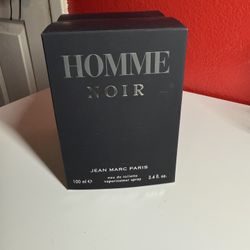 HOMME
NOIR
JEAN MARC PARIS
100 ml ℮ eau de toilette 3.4 fl. oz.
vaporisateur spray